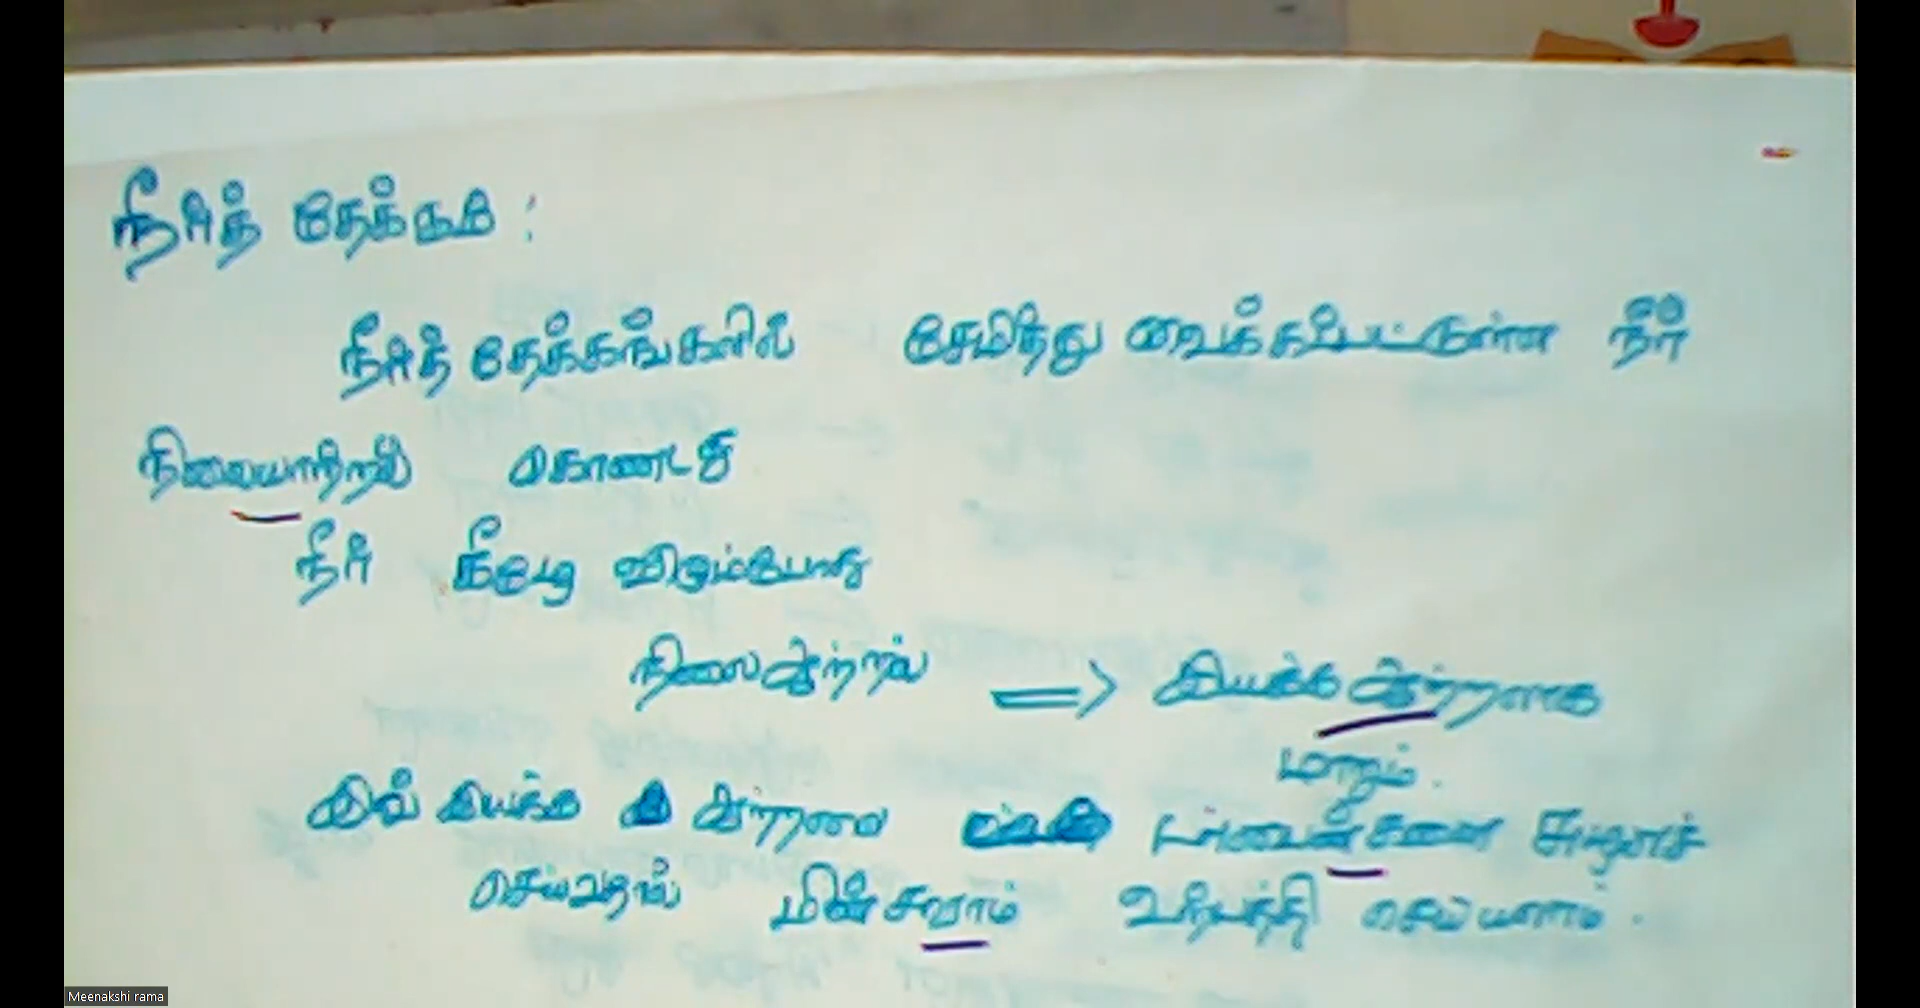 நீர்த் தேக்கம் :
நீர்த் தேக்கங்களில் சேமித்து வைக்கப்பட்டுள்ள நீர்
நிலையாற்றல் கொண்டது
நீர் கீழே விழும்போது
நிலை ஆற்றல் => இயக்க ஆற்றலாக
மாறும்.
இவ் இயக்க ஆற்றலை டர்பைன்களை சுழலச்
செய்வதால் மின்சாரம் உற்பத்தி செய்யலாம்.
Meenakshi rama